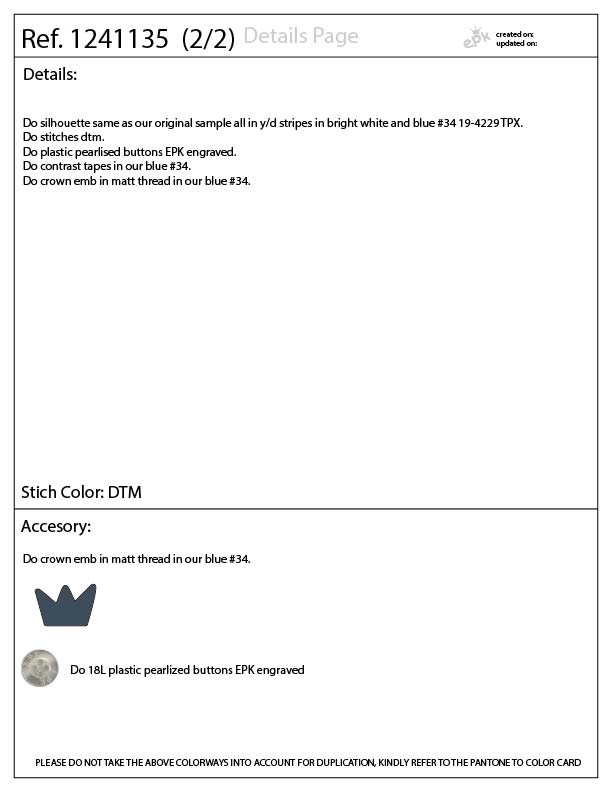 Ref. 1241135 (2/2) Details Page
epk
created on:
updated on:
Details:
Do silhouette same as our original sample all in y/d stripes in bright white and blue #34 19-4229 TPX.
Do stitches dtm.
Do plastic pearlised buttons EPK engraved.
Do contrast tapes in our blue #34.
Do crown emb in matt thread in our blue #34.
Stich Color: DTM
Accesory:
Do crown emb in matt thread in our blue #34.
Do 18L plastic pearlized buttons EPK engraved
PLEASE DO NOT TAKE THE ABOVE COLORWAYS INTO ACCOUNT FOR DUPLICATION, KINDLY REFER TO THE PANTONE TO COLOR CARD